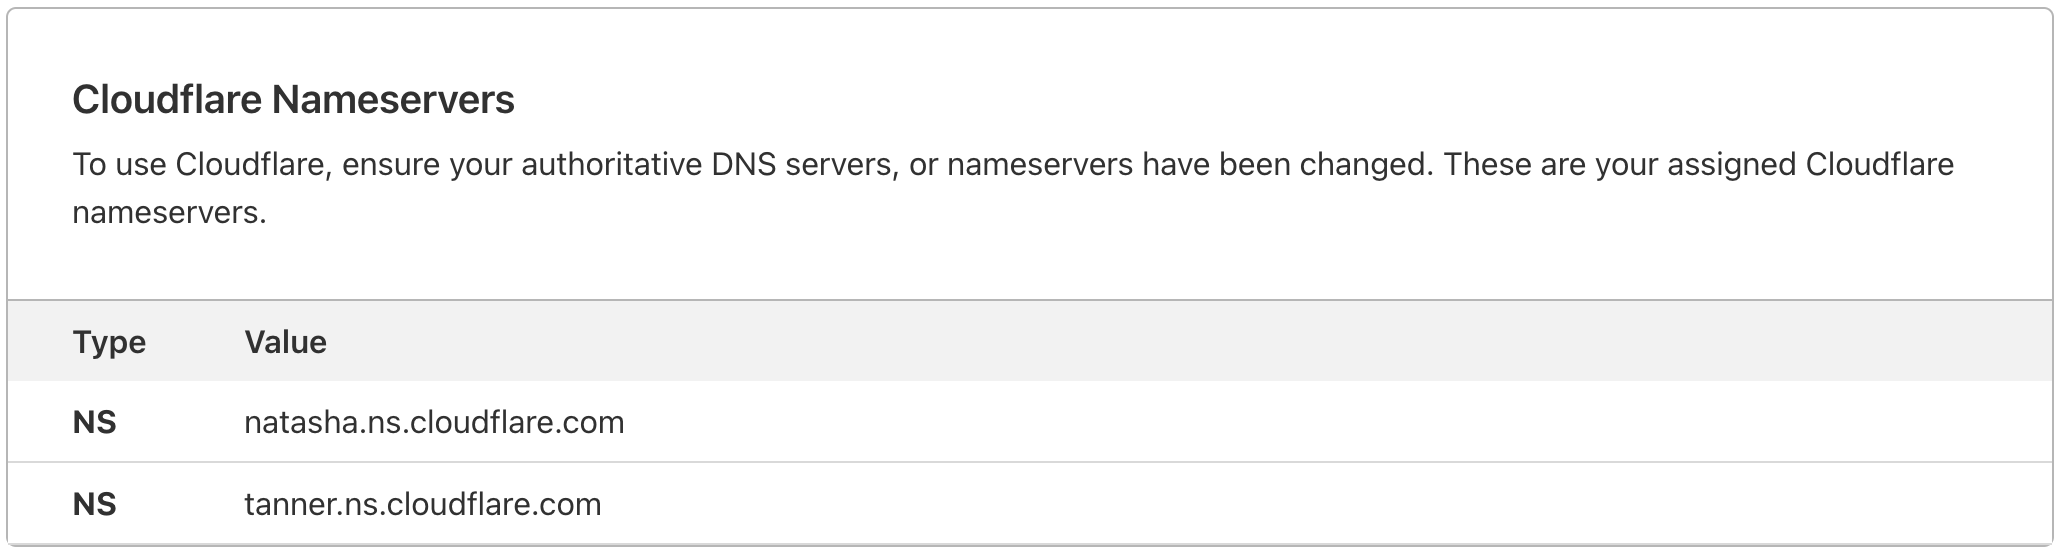 Cloudflare Nameservers
To use Cloudflare, ensure your authoritative DNS servers, or nameservers have been changed. These are your assigned Cloudflare
nameservers.
Type Value
NS natasha.ns.cloudflare.com
NS tanner.ns.cloudflare.com